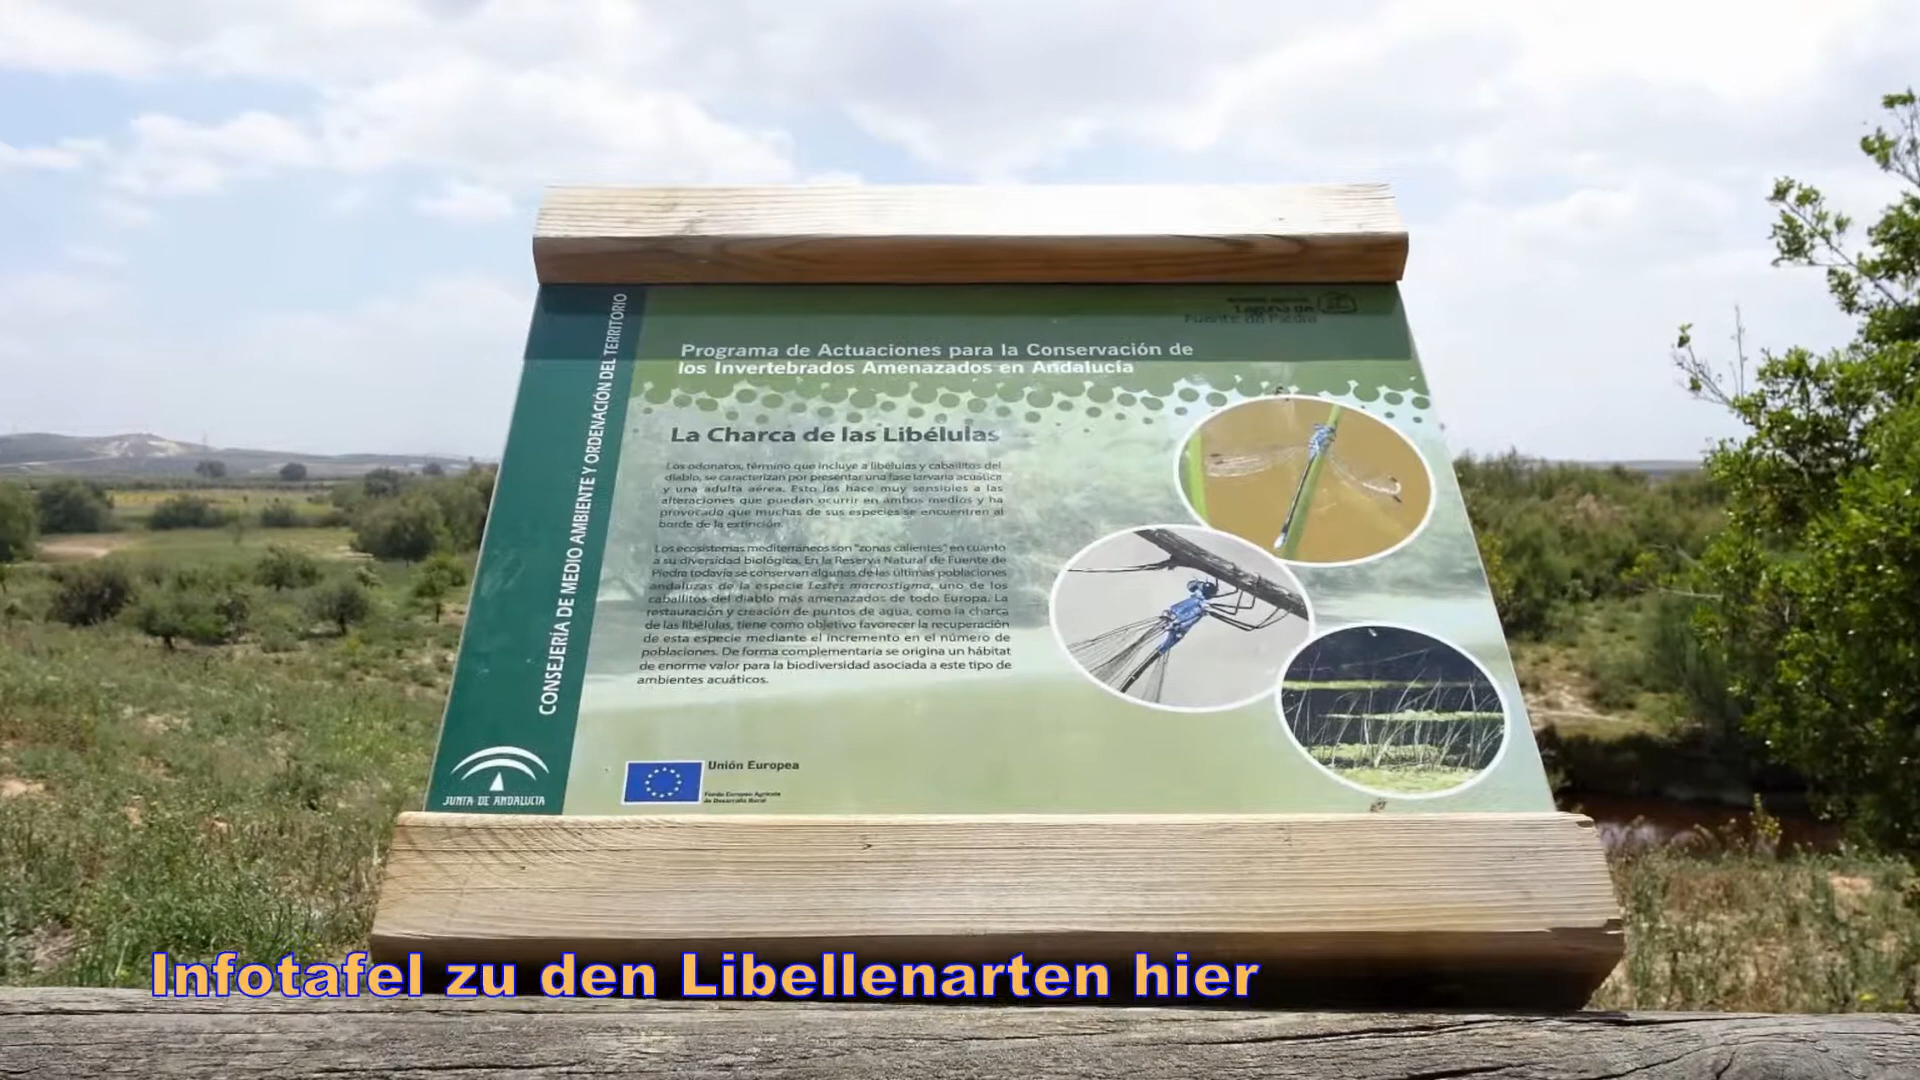 Laguna de
Fuente de Piedra
Programa de Actuaciones para la Conservación de
los Invertebrados Amenazados en Andalucía
CONSEJERÍA DE MEDIO AMBIENTE Y ORDENACIÓN DEL TERRITORIO
La Charca de las Libélulas
Los odonatos, término que incluye a libélulas y caballitos del
diablo, se caracterizan por presentar una fase larvaria acuática
y una adulta aérea. Esto los hace muy sensibles a las
alteraciones que puedan ocurrir en ambos medios y ha
provocado que muchas de sus especies se encuentren al
borde de la extinción.
Los ecosistemas mediterráneos son "zonas calientes" en cuanto
a su diversidad biológica. En la Reserva Natural de Fuente de
Piedra todavía se conservan algunas de las últimas poblaciones
andaluzas de la especie Lestes macrostigma, uno de los
caballitos del diablo más amenazados de todo Europa. La
restauración y creación de puntos de agua, como la charca
de las libélulas, tiene como objetivo favorecer la recuperación
de esta especie mediante el incremento en el número de
poblaciones. De forma complementaria se origina un hábitat
de enorme valor para la biodiversidad asociada a este tipo de
ambientes acuáticos.
JUNTA DE ANDALUCIA
Unión Europea
Fondo Europeo Agrícola
de Desarrollo Rural
Infotafel zu den Libellenarten hier